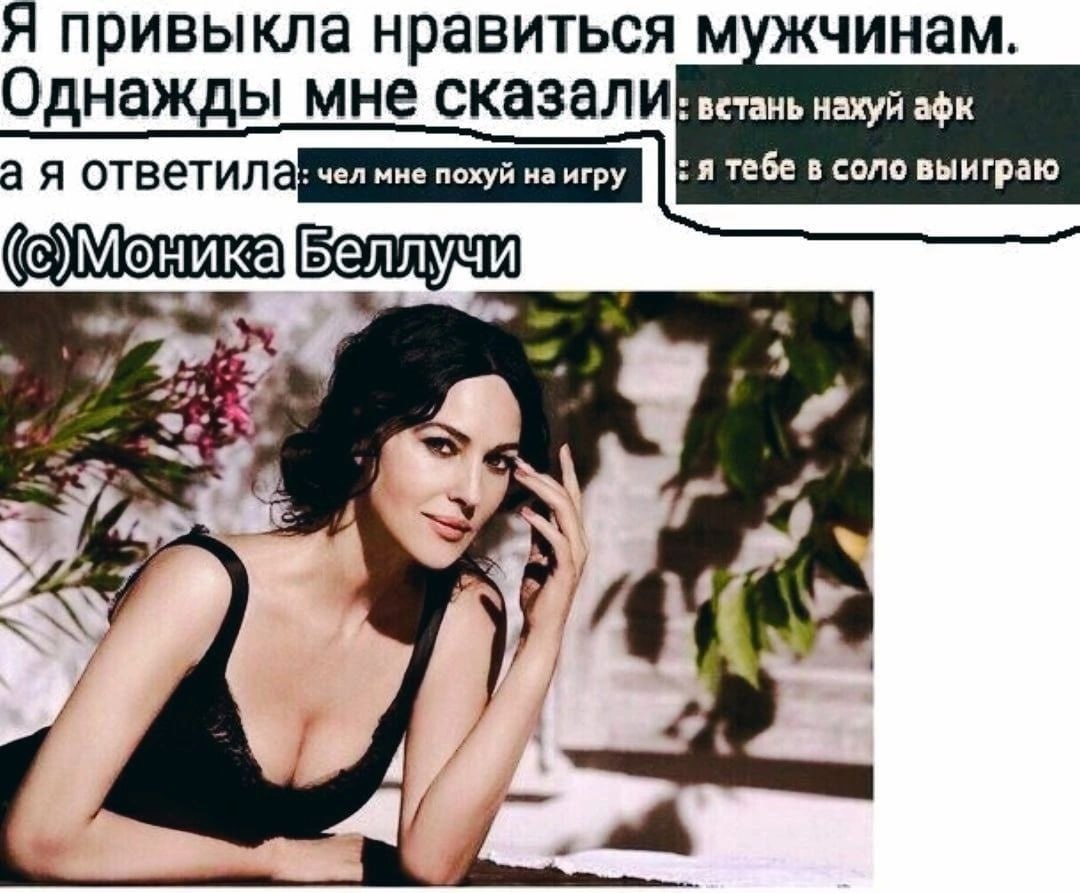 Я привыкла нравиться мужчинам.
Однажды мне сказали: встань нахуй афк
: я тебе в соло выиграю
а я ответила: чел мне похуй на игру
(с)Моника Беллучи